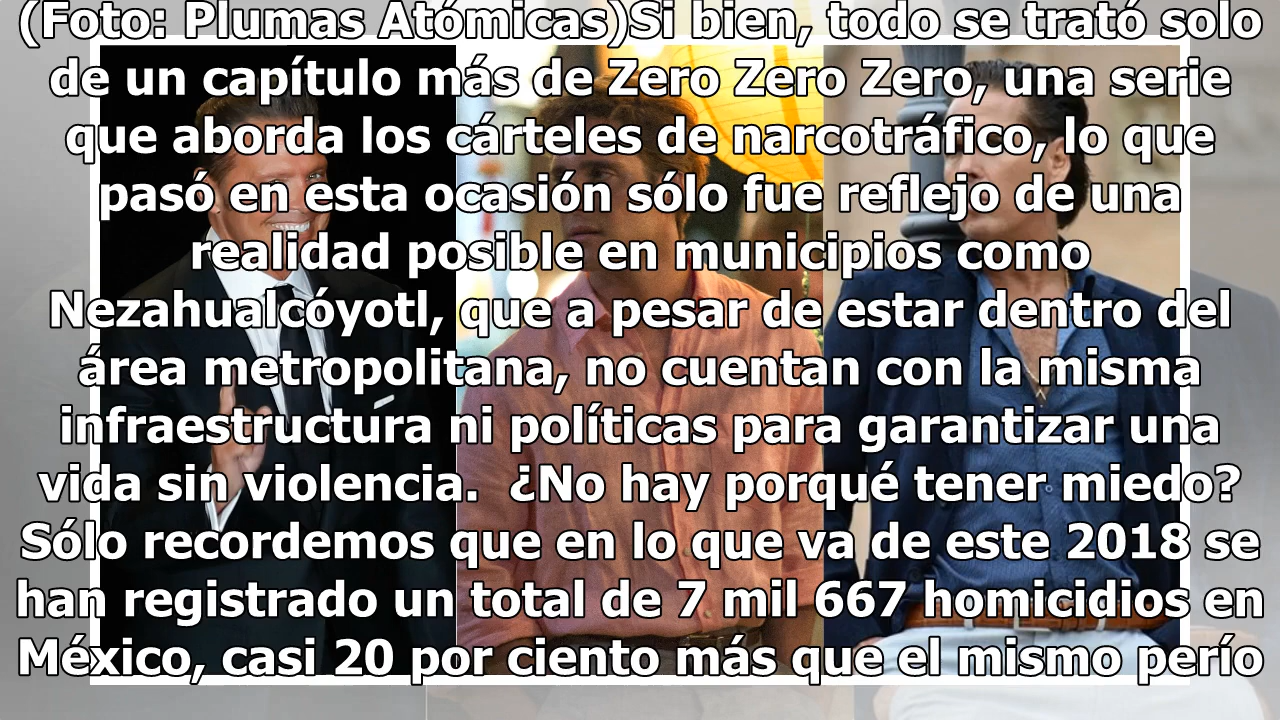 (Foto: Plumas Atómicas)Si bien, todo se trató solo
de un capítulo más de Zero Zero Zero, una serie
que aborda los cárteles de narcotráfico, lo que
pasó en esta ocasión sólo fue reflejo de una
realidad posible en municipios como
Nezahualcóyotl, que a pesar de estar dentro del
área metropolitana, no cuentan con la misma
infraestructura ni políticas para garantizar una
vida sin violencia.  ¿No hay porqué tener miedo?
Sólo recordemos que en lo que va de este 2018 se
han registrado un total de 7 mil 667 homicidios en
México, casi 20 por ciento más que el mismo perío